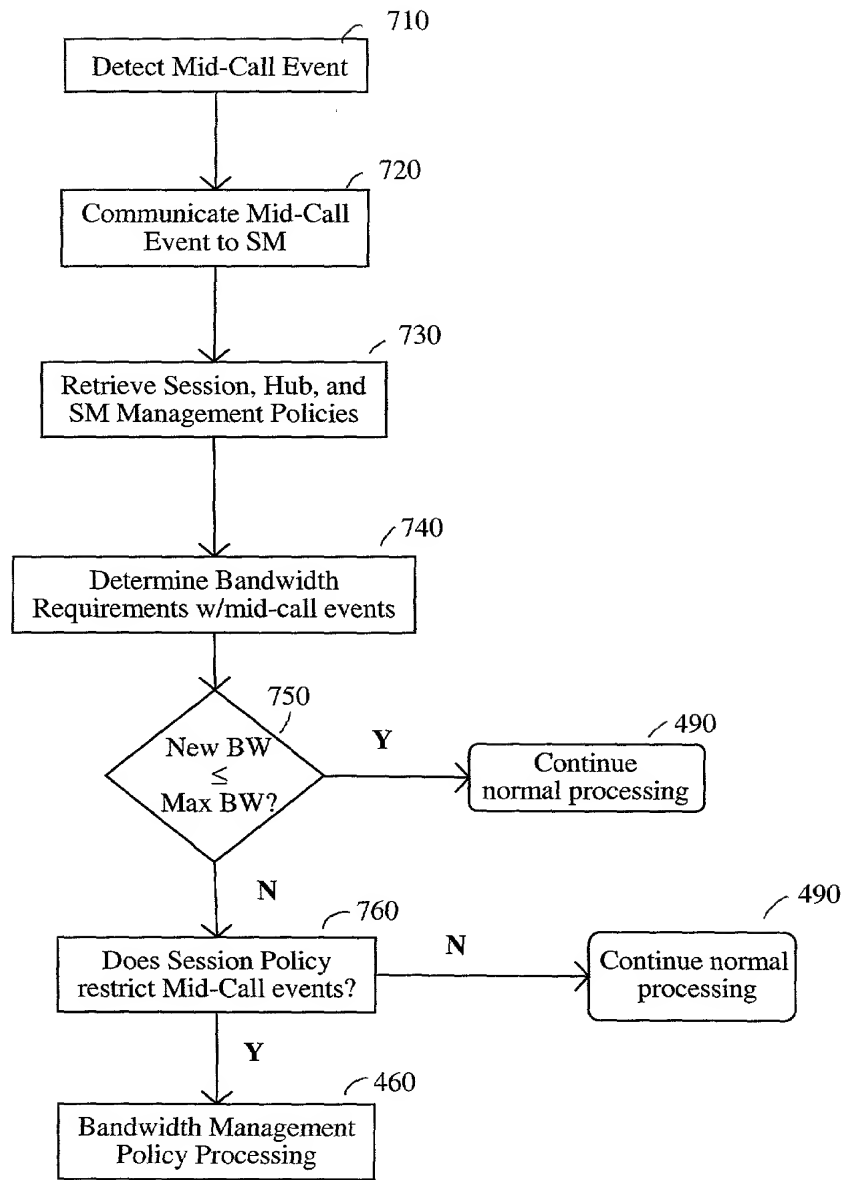 710
Detect Mid-Call Event
720
Communicate Mid-Call
Event to SM
730
Retrieve Session, Hub, and
SM Management Policies
740
Determine Bandwidth
Requirements w/mid-call events
750
New BW
≤
Max BW?
Y
490
Continue
normal processing
N
760
Does Session Policy
restrict Mid-Call events?
N
490
Continue normal
processing
Y
460
Bandwidth Management
Policy Processing